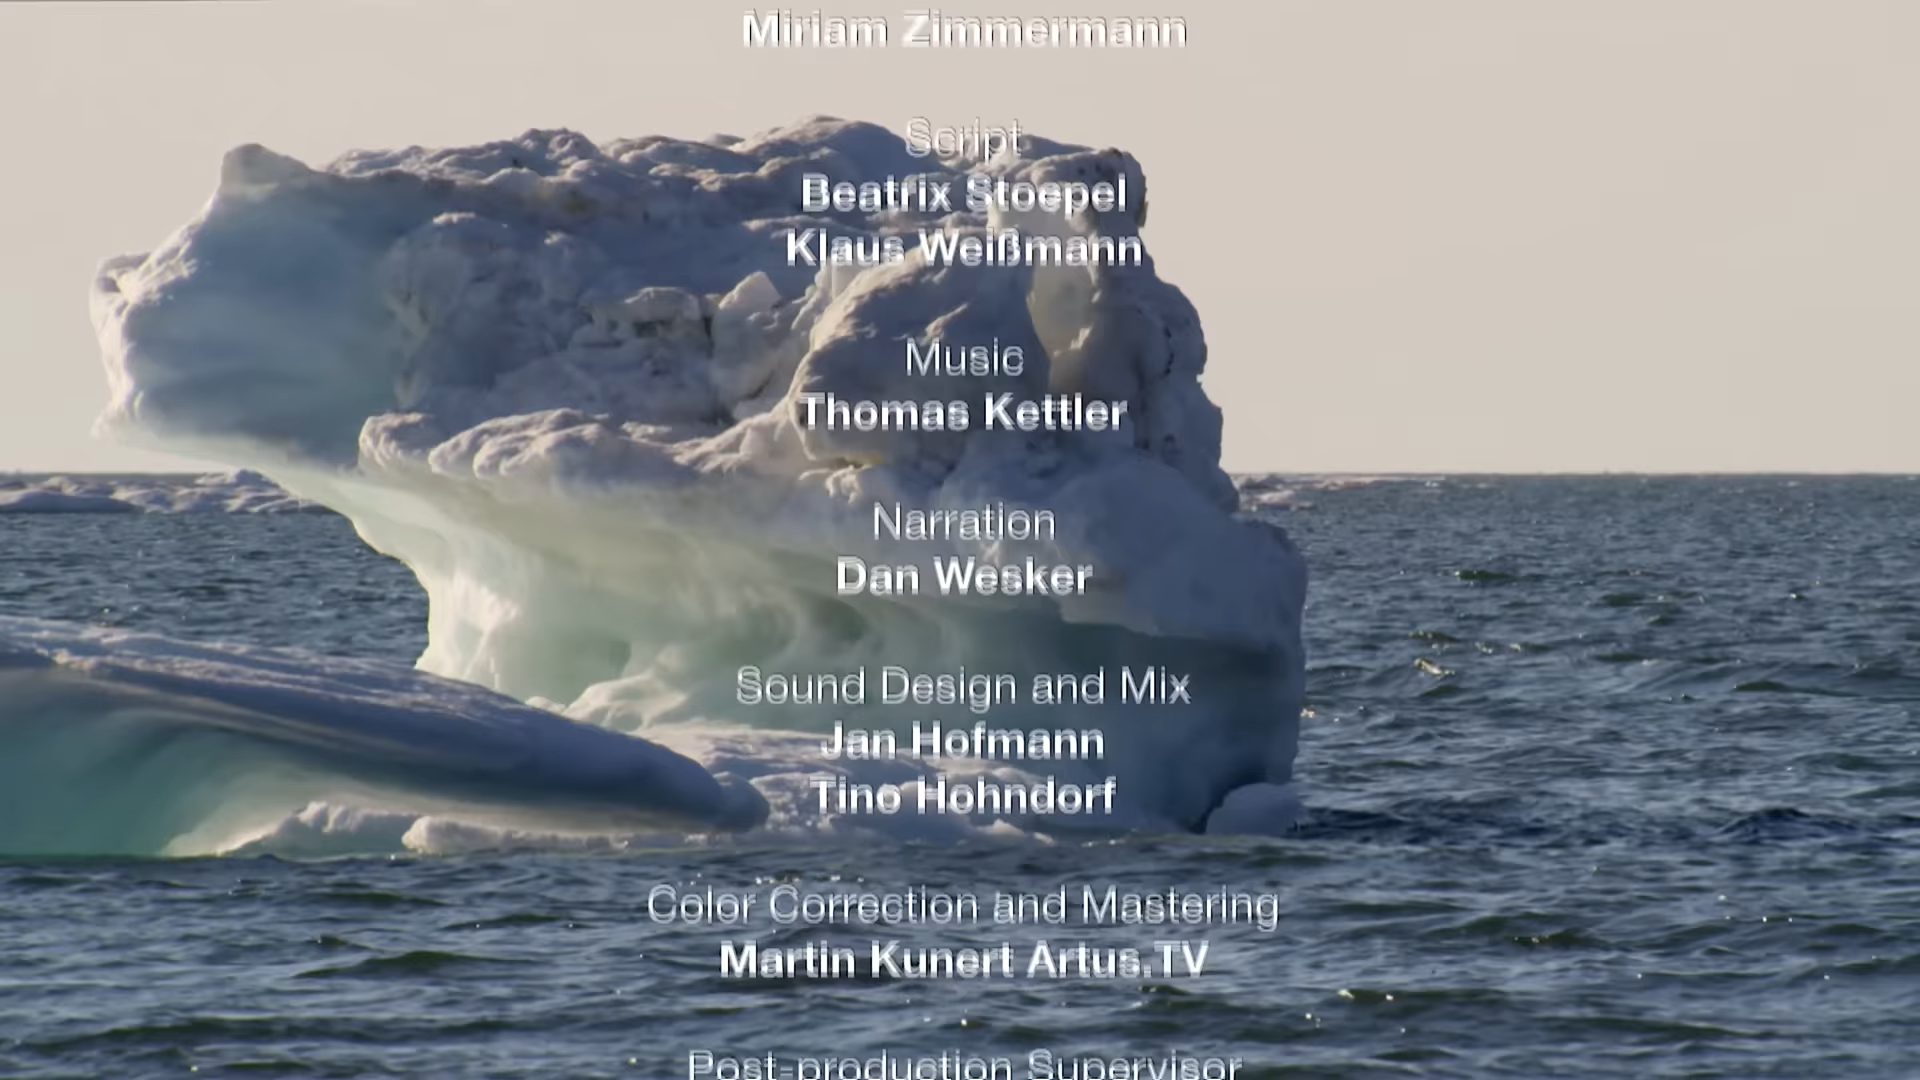 Miriam Zimmermann
Script
Beatrix Stoepel
Klaus Weißmann
Music
Thomas Kettler
Narration
Dan Wesker
Sound Design and Mix
Jan Hofmann
Tino Hohndorf
Color Correction and Mastering
Martin Kunert Artus.TV
Post-production Supervisor